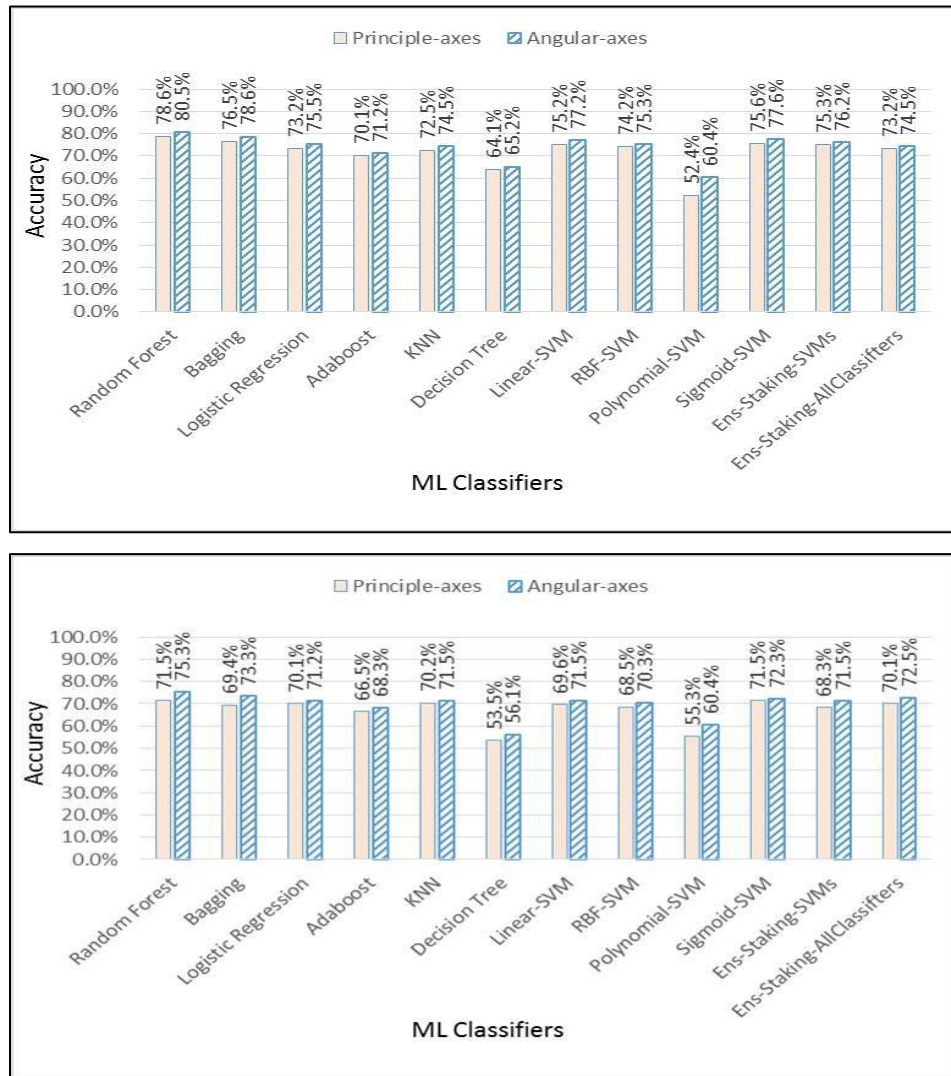 Principle-axes Angular-axes
Accuracy
100.0%
90.0%
80.0%
70.0%
60.0%
50.0%
40.0%
30.0%
20.0%
10.0%
0.0%
78.6% 80.5%
76.5% 78.6%
73.2% 75.5%
70.1% 71.2%
72.5% 74.5%
64.1% 65.2%
75.2% 77.2%
74.2% 75.3%
52.4% 60.4%
75.6% 77.6%
75.3% 76.2%
73.2% 74.5%
Random Forest
Bagging
Logistic Regression
Adaboost
KNN
Decision Tree
Linear-SVM
RBF-SVM
Polynomial-SVM
Sigmoid-SVM
Ens-Staking-SVMs
Ens-Staking-AllClassifters
ML Classifiers
Principle-axes Angular-axes
Accuracy
100.0%
90.0%
80.0%
70.0%
60.0%
50.0%
40.0%
30.0%
20.0%
10.0%
0.0%
71.5% 75.3%
69.4% 73.3%
70.1% 71.2%
66.5% 68.3%
70.2% 71.5%
53.5% 56.1%
69.6% 71.5%
68.5% 70.3%
55.3% 60.4%
71.5% 72.3%
68.3% 71.5%
70.1% 72.5%
Random Forest
Bagging
Logistic Regression
Adaboost
KNN
Decision Tree
Linear-SVM
RBF-SVM
Polynomial-SVM
Sigmoid-SVM
Ens-Staking-SVMs
Ens-Staking-AllClassifters
ML Classifiers